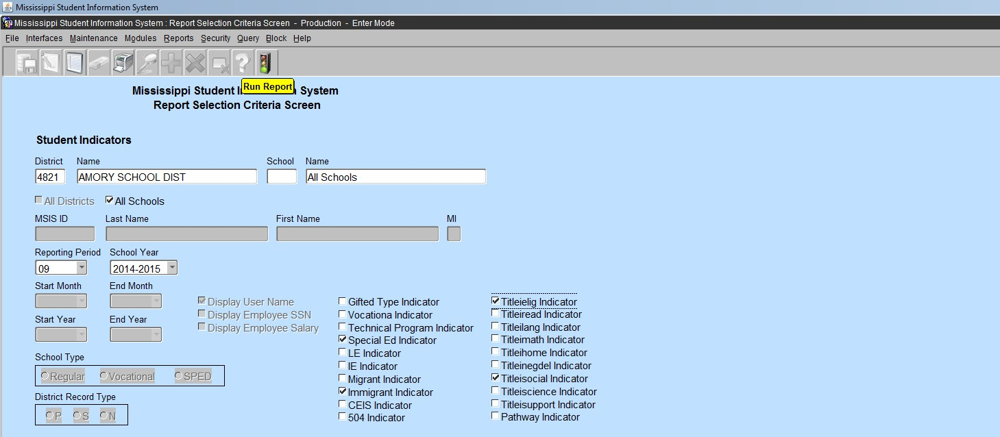 Mississippi Student Information System
Mississippi Student Information System : Report Selection Criteria Screen - Production - Enter Mode
File Interfaces Maintenance Modules Reports Security Query Block Help
Run Report
Mississippi Student I System
Report Selection Criteria Screen
Student Indicators
District Name School Name
4821 AMORY SCHOOL DIST All Schools
All Districts All Schools
MSIS ID Last Name First Name MI
Reporting Period School Year
09 2014-2015
Start Month End Month
Start Year End Year
School Type
Regular Vocational SPED
District Record Type
P S N
Display User Name
Display Employee SSN
Display Employee Salary
Gifted Type Indicator
Vocationa Indicator
Technical Program Indicator
Special Ed Indicator
LE Indicator
IE Indicator
Migrant Indicator
Immigrant Indicator
CEIS Indicator
504 Indicator
Titleielig Indicator
Titleiread Indicator
Titleilang Indicator
Titleimath Indicator
Titleihome Indicator
Titleinegdel Indicator
Titleisocial Indicator
Titleiscience Indicator
Titleisupport Indicator
Pathway Indicator